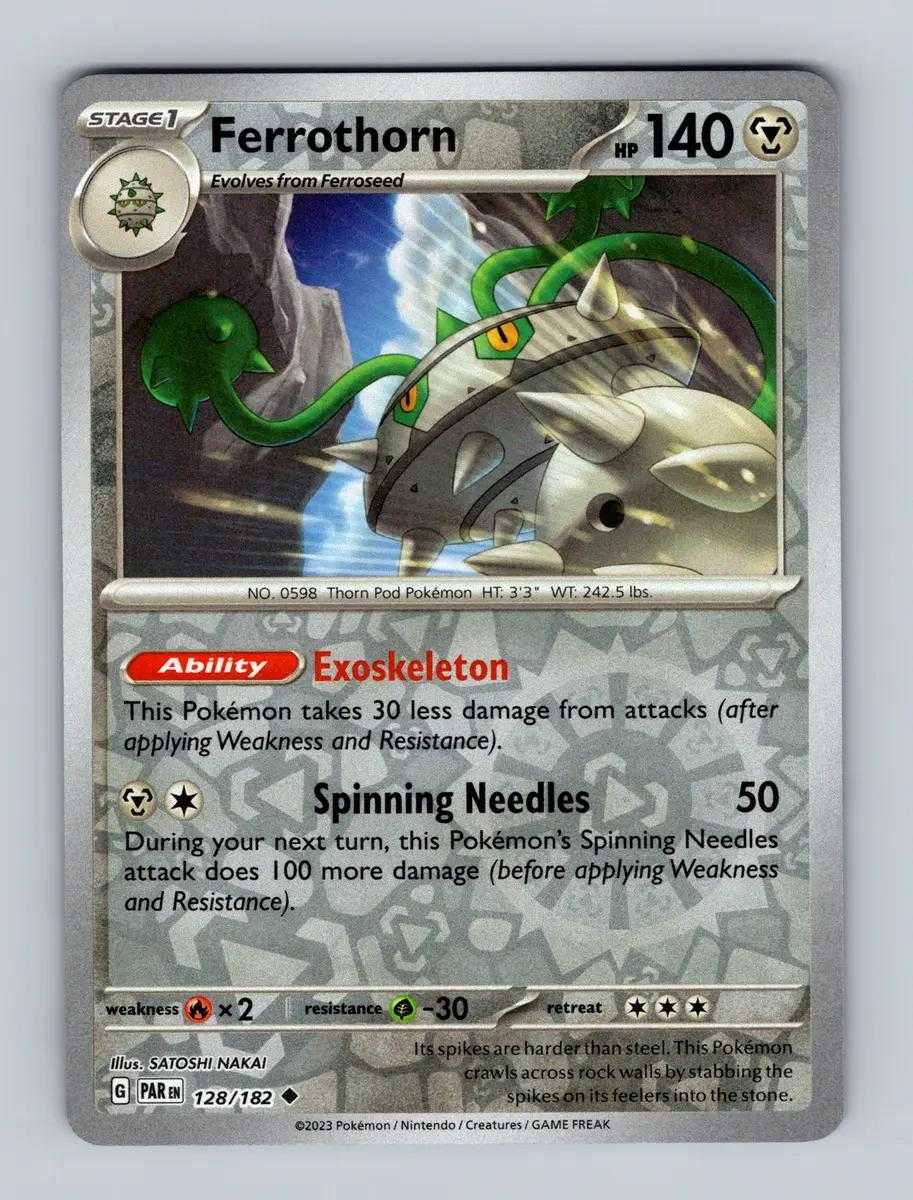 STAGE 1
Ferrothorn
HP 140
Evolves from Ferroseed
NO. 0598 Thorn Pod Pokémon HT: 3'3" WT: 242.5 lbs.
Ability Exoskeleton
This Pokémon takes 30 less damage from attacks (after
applying Weakness and Resistance).
Spinning Needles 50
During your next turn, this Pokémon's Spinning Needles
attack does 100 more damage (before applying Weakness
and Resistance).
weakness ×2 resistance -30 retreat
Its spikes are harder than steel. This Pokémon
crawls across rock walls by stabbing the
spikes on its feelers into the stone.
Illus. SATOSHI NAKAI
G PAR EN 128/182
©2023 Pokémon / Nintendo / Creatures / GAME FREAK